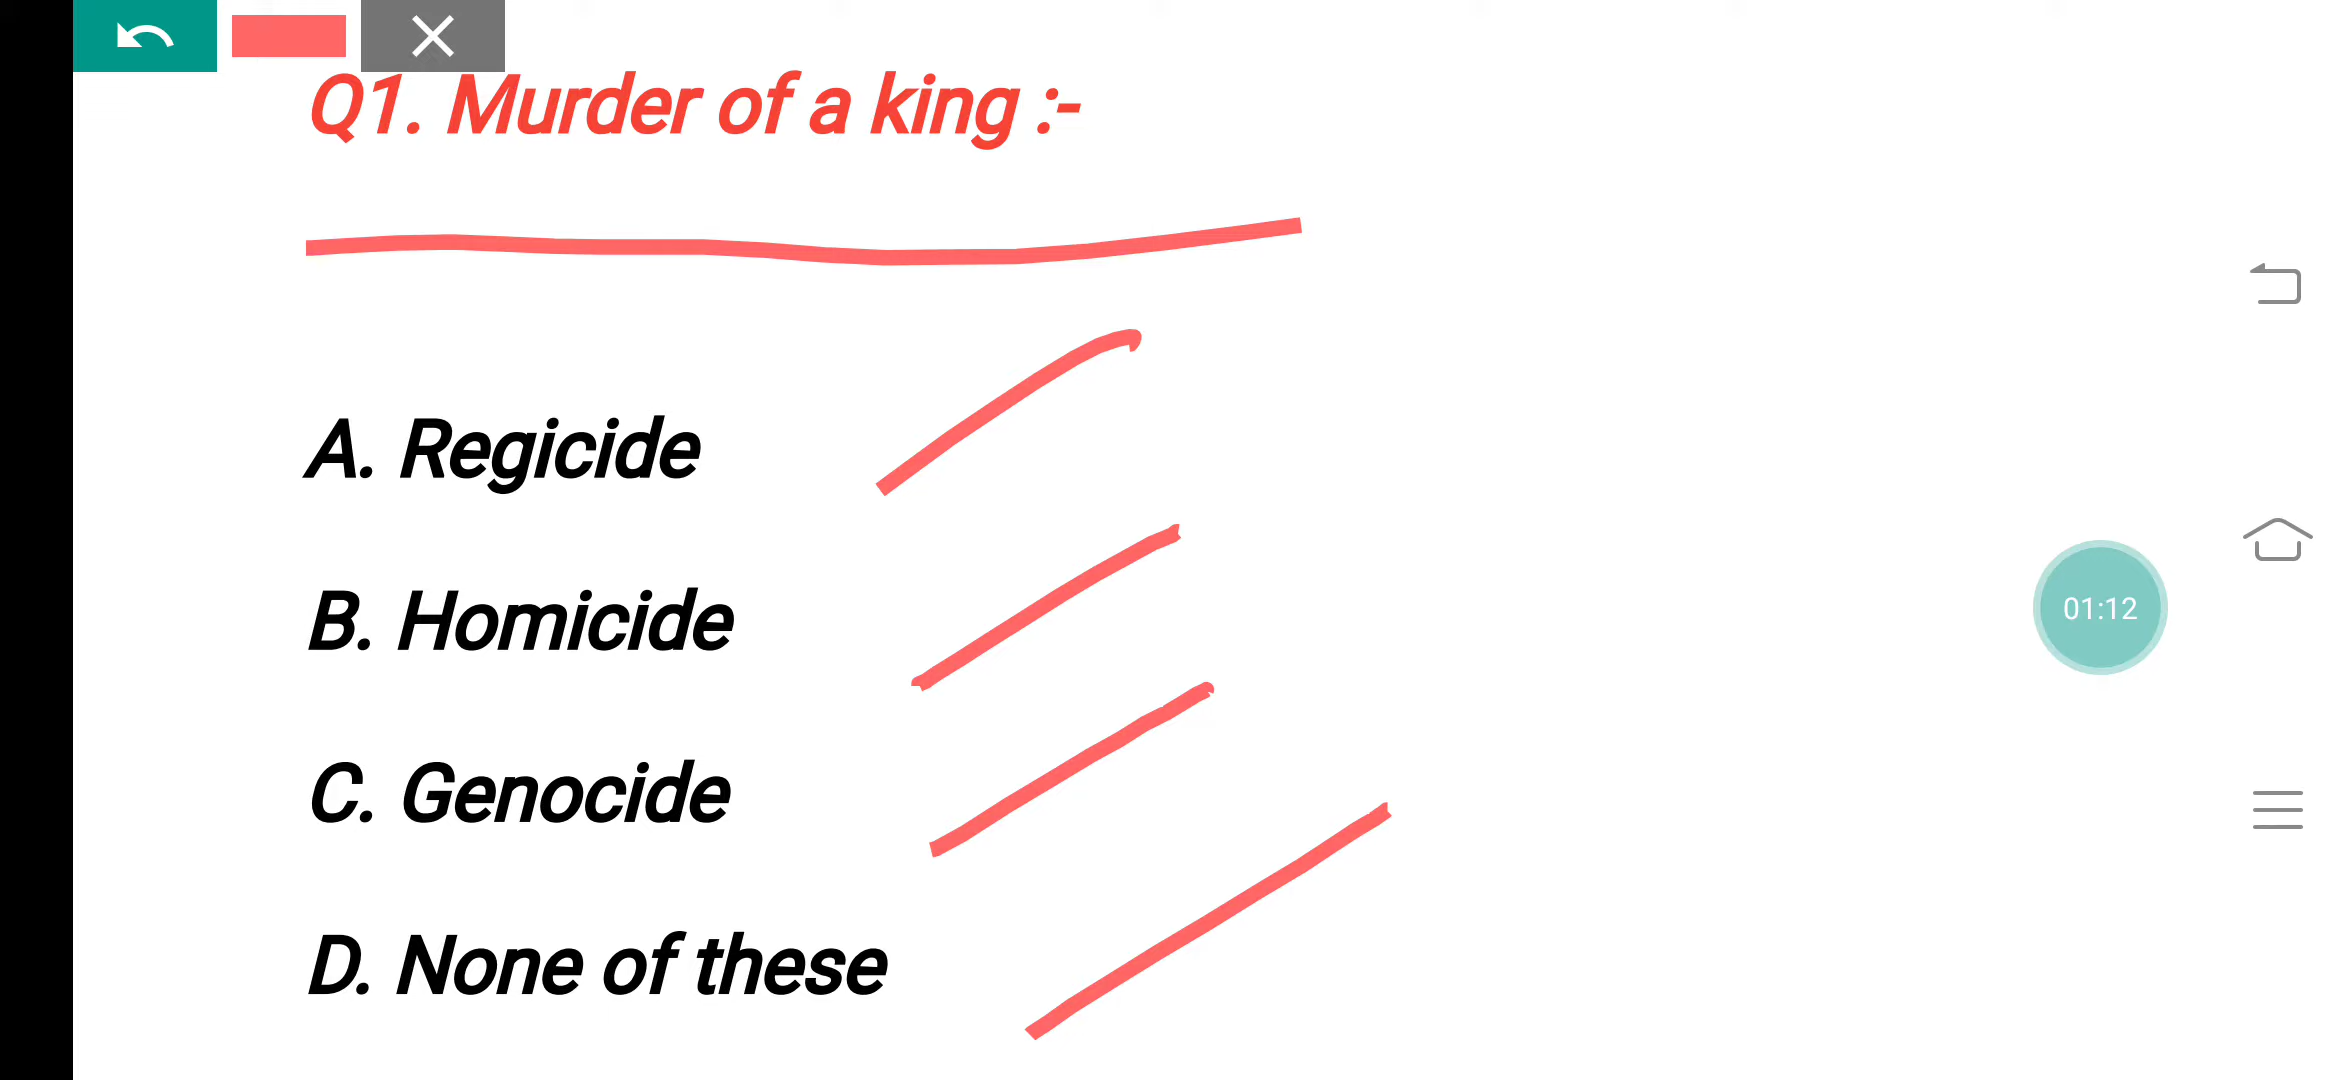 Q1. Murder of a king :-
A. Regicide
B. Homicide
01:12
C. Genocide
D. None of these